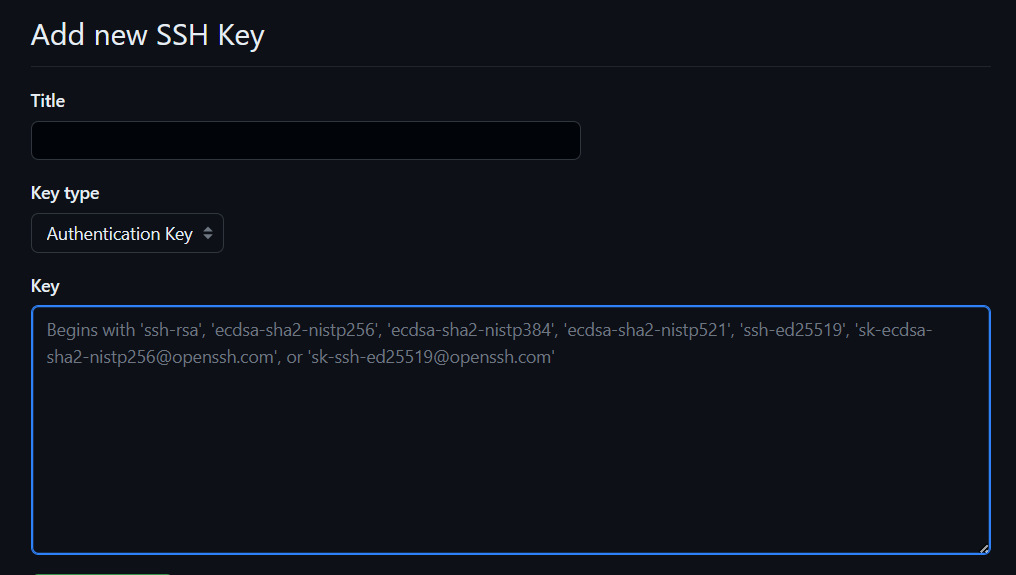 Add new SSH Key
Title
Key type
Authentication Key
Key
Begins with 'ssh-rsa', 'ecdsa-sha2-nistp256', 'ecdsa-sha2-nistp384', 'ecdsa-sha2-nistp521', 'ssh-ed25519', 'sk-ecdsa-
sha2-nistp256@openssh.com', or 'sk-ssh-ed25519@openssh.com'